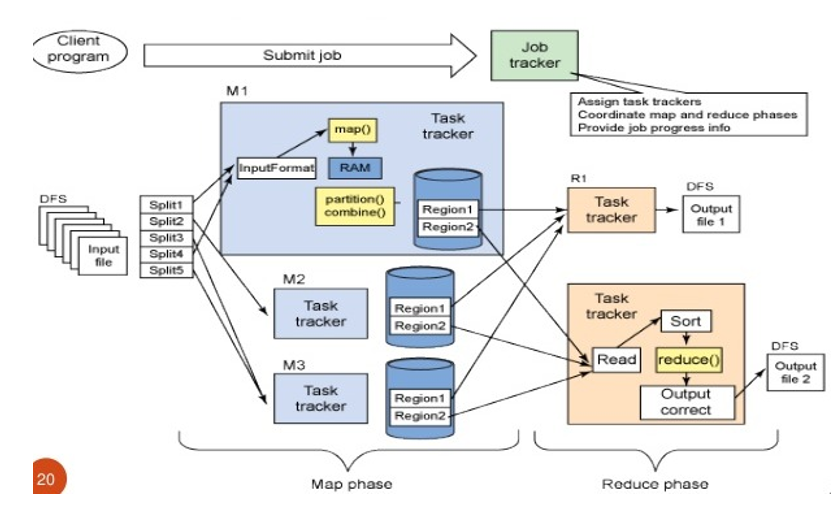 Client
program
Submit job
Job
tracker
Assign task trackers
Coordinate map and reduce phases
Provide job progress info
M1
Task
tracker
map()
InputFormat
RAM
partition()
combine()
Region1
Region2
DFS
Input
file
Split1
Split2
Split3
Split4
Split5
M2
Task
tracker
Region1
Region2
M3
Task
tracker
Region1
Region2
R1
Task
tracker
DFS
Output
file 1
Task
tracker
Sort
Read
reduce()
Output
correct
DFS
Output
file 2
Map phase
Reduce phase
20